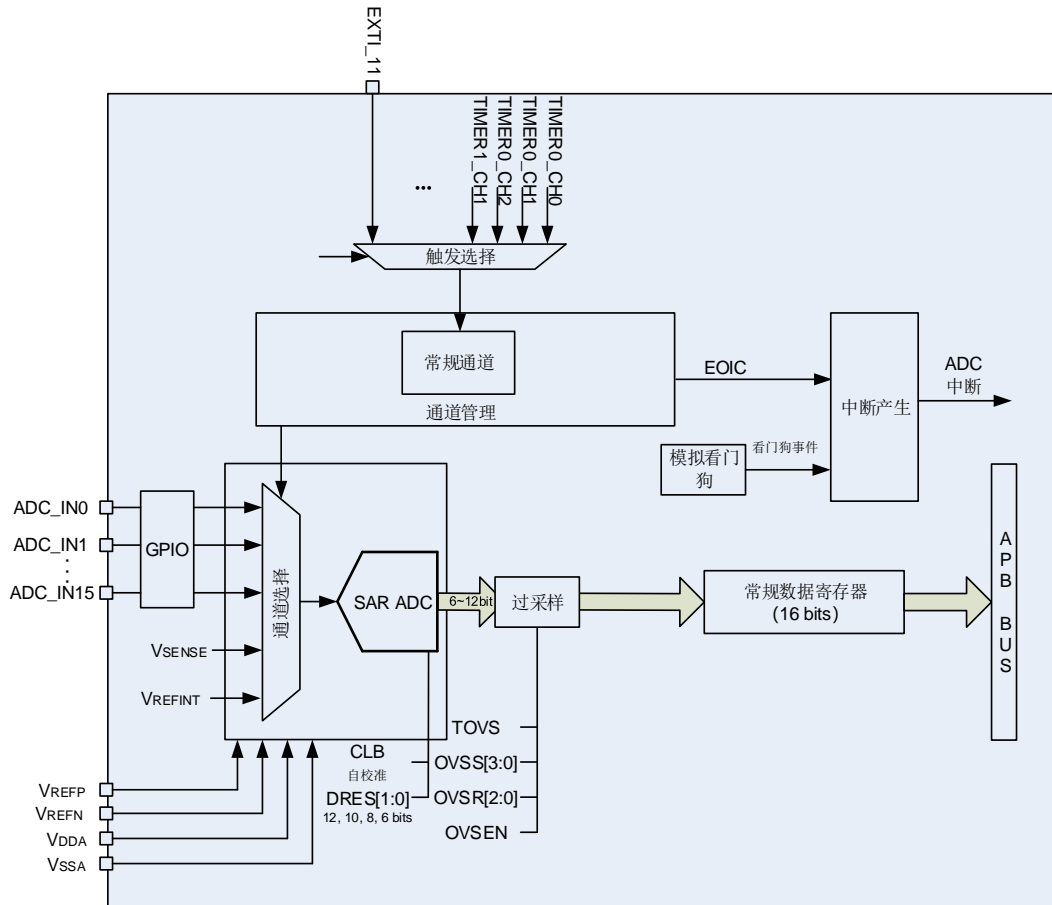 EXTI_11
TIMER1_CH1
TIMER0_CH2
TIMER0_CH1
TIMER0_CH0
...
触发选择
常规通道
通道管理
EOIC
中断产生
ADC
中断
模拟看门
狗
看门狗事件
ADC_IN0
ADC_IN1
ADC_IN15
GPIO
通道选择
VSENSE
VREFINT
SAR ADC
6~12bit
过采样
常规数据寄存器
(16 bits)
APB BUS
TOVS
OVSS[3:0]
OVSR[2:0]
OVSEN
CLB
自校准
DRES[1:0]
12, 10, 8, 6 bits
VREFP
VREFN
VDDA
VSSA